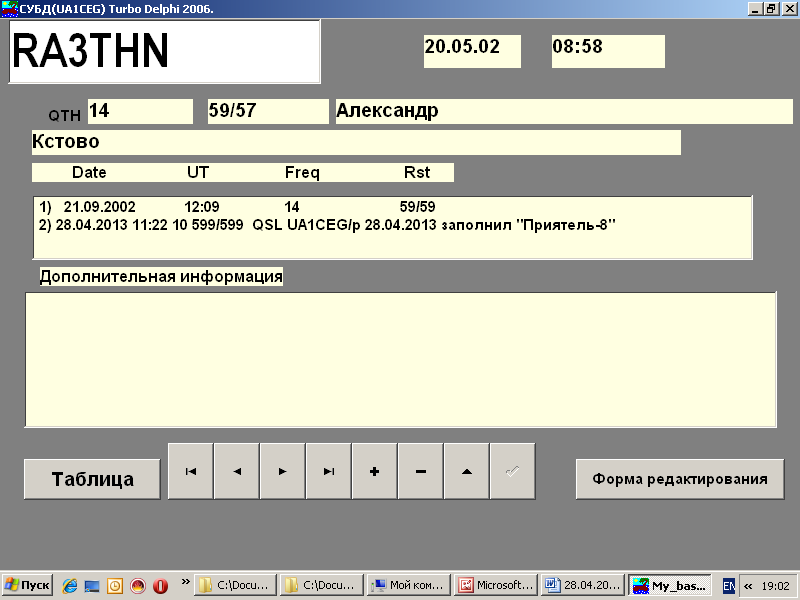 СУБД(UA1CEG) Turbo Delphi 2006.
RA3THN
20.05.02 08:58
QTH 14 59/57 Александр
Кстово
Date UT Freq Rst
1) 21.09.2002 12:09 14 59/59
2) 28.04.2013 11:22 10 599/599 QSL UA1CEG/p 28.04.2013 заполнил "Приятель-8"
Дополнительная информация
Таблица
Форма редактирования
Пуск » C:\Docu... C:\Docu... Мой ком... Microsoft... 28.04.20... My_bas... EN « 19:02